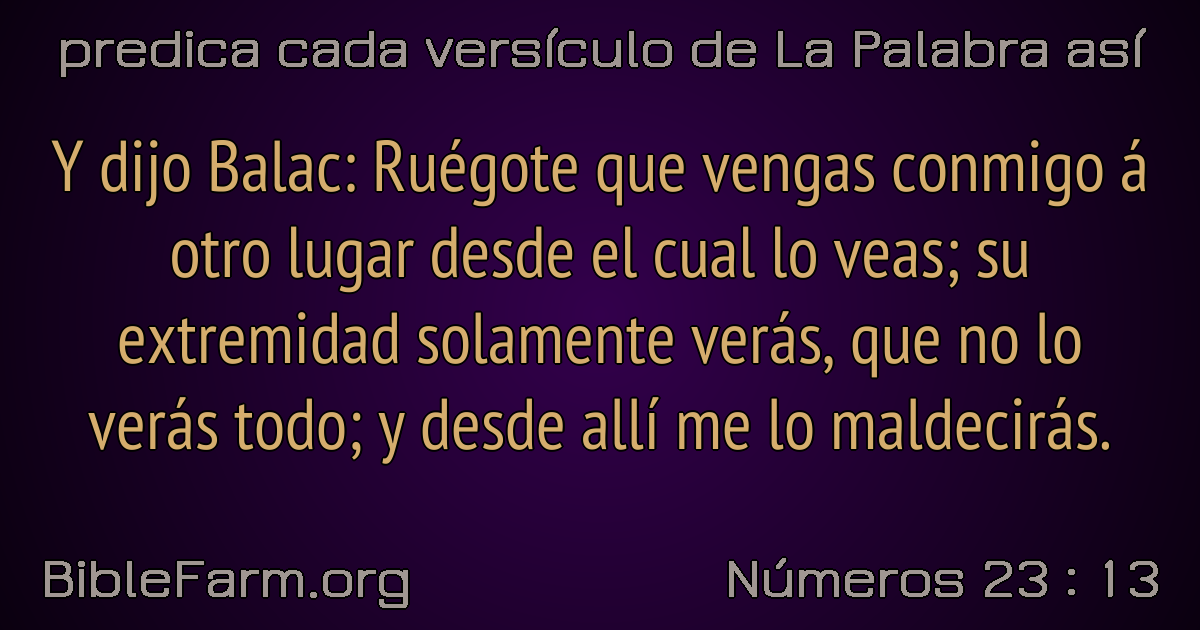 predica cada versículo de La Palabra así
Y dijo Balac: Ruégote que vengas conmigo á
otro lugar desde el cual lo veas; su
extremidad solamente verás, que no lo
verás todo; y desde allí me lo maldecirás.
BibleFarm.org
Números 23 : 13